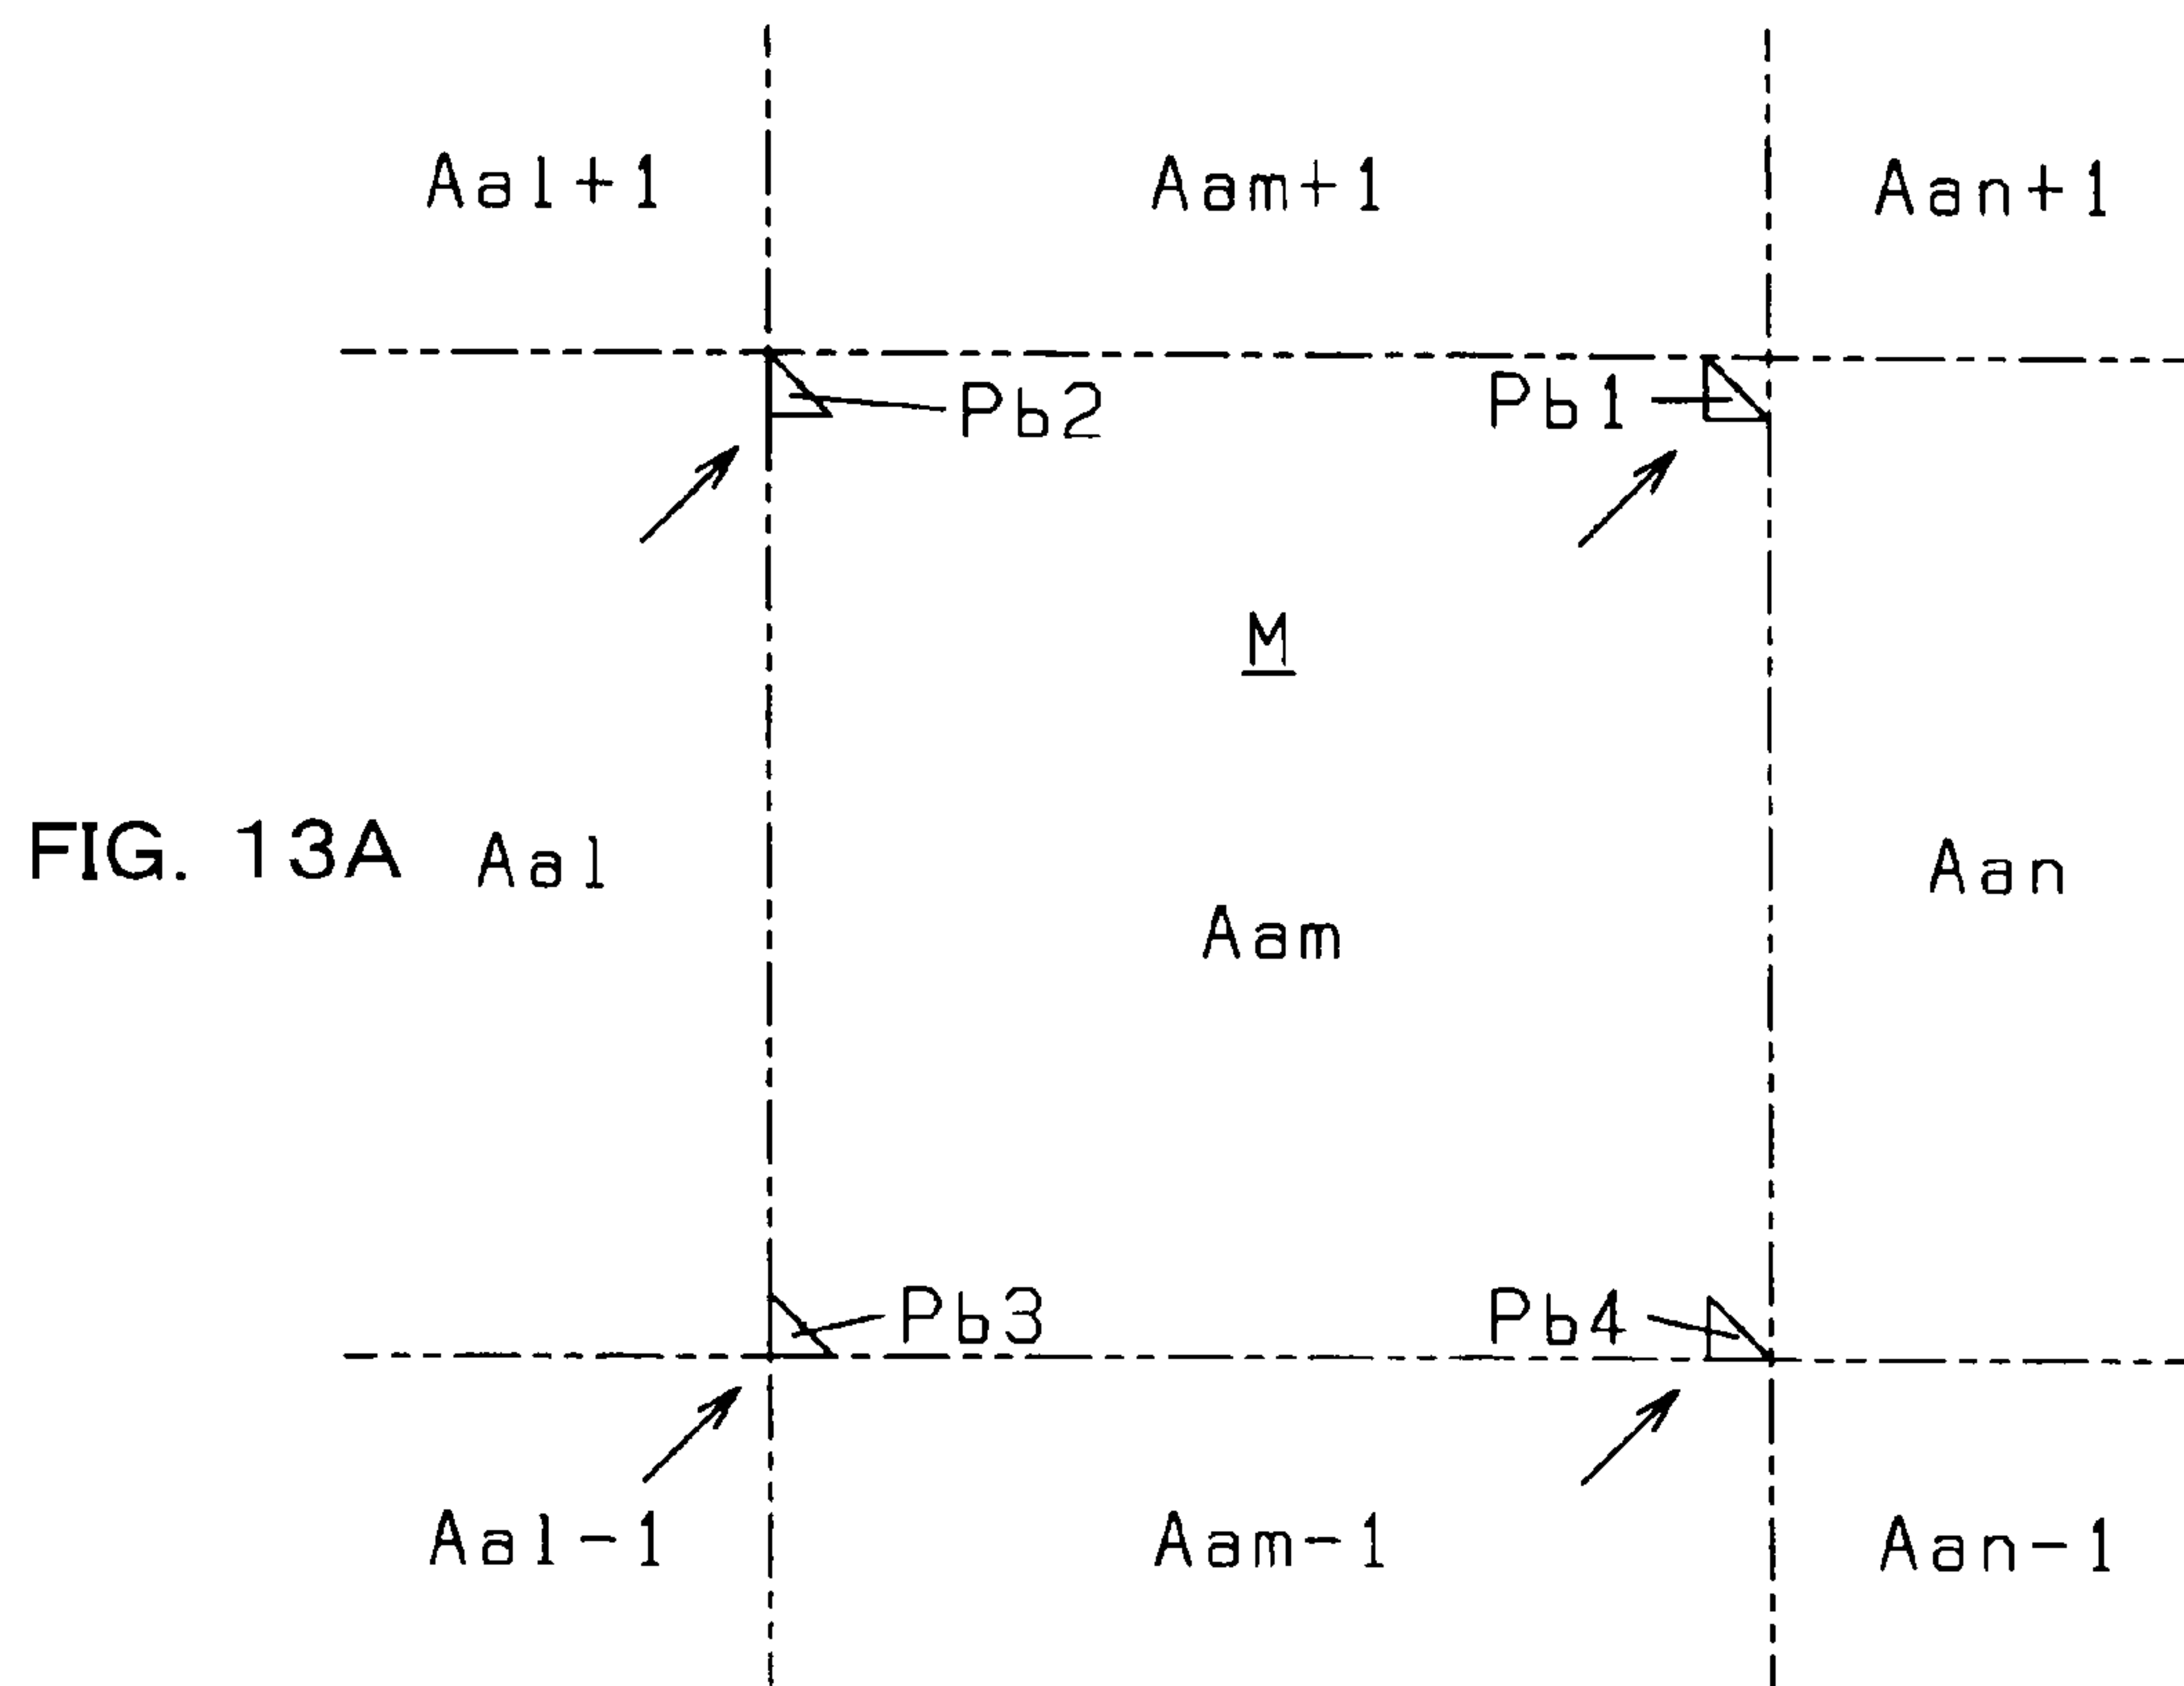 Aal+1 Aam+1 Aan+1
Pb2 Pb1
M
FIG. 13A Aal Aan
Aam
Pb3 Pb4
Aal-1 Aam-1 Aan-1